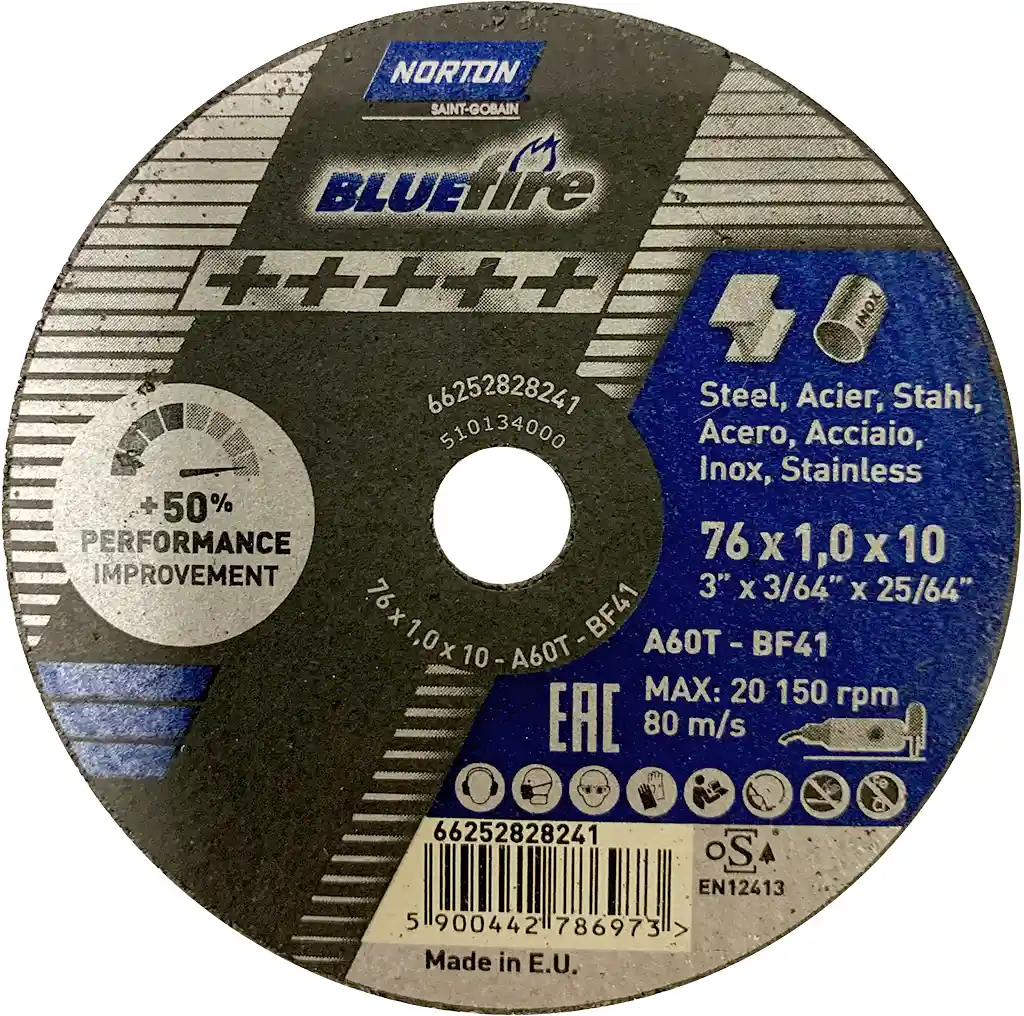 NORTON
SAINT-GOBAIN
BLUEfire
+++++
INOX
Steel, Acier, Stahl,
Acero, Acciaio,
Inox, Stainless
66252828241
510134000
+50%
PERFORMANCE
IMPROVEMENT
76 x 1,0 x 10
3" x 3/64" x 25/64"
76 x 1,0 x 10 - A60T - BF41
A60T - BF41
EAC
MAX: 20 150 rpm
80 m/s
66252828241
5 900442 786973 >
oSa
EN12413
Made in E.U.